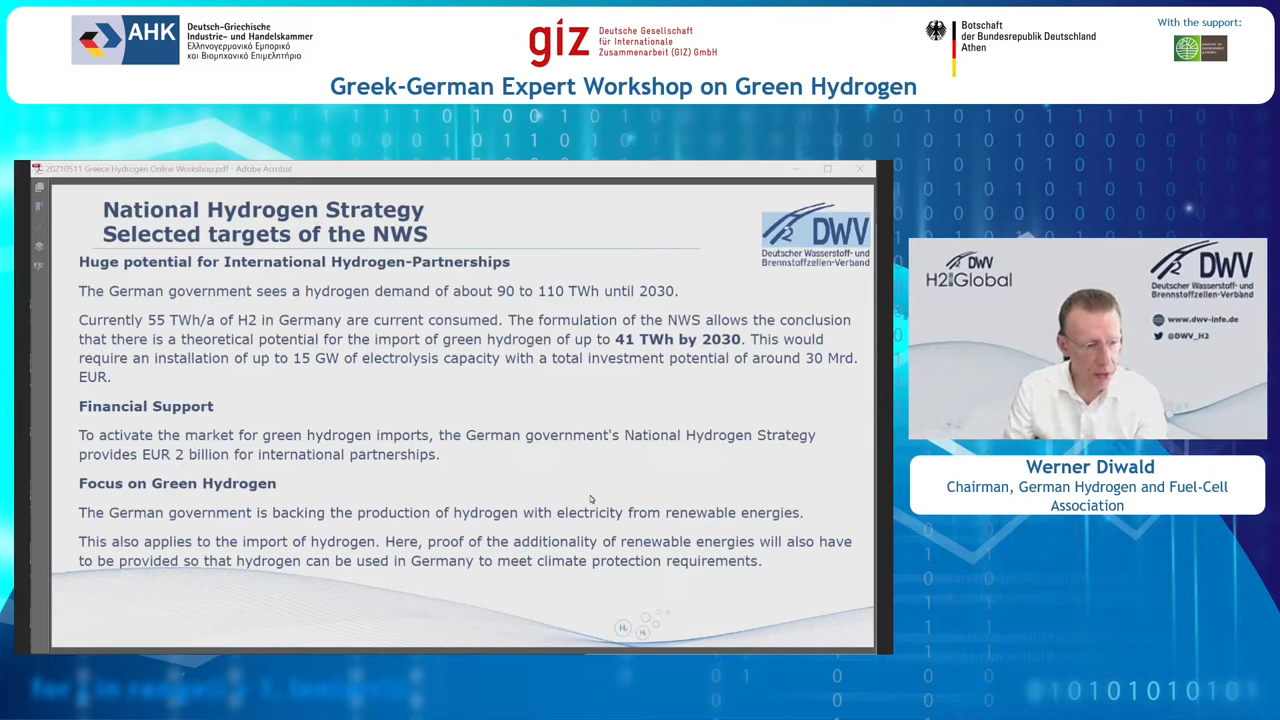 AHK
Deutsch-Griechische
Industrie- und Handelskammer
Ελληνογερμανικό Εμπορικό
και Βιομηχανικό Επιμελητήριο
giz
Deutsche Gesellschaft
für Internationale
Zusammenarbeit (GIZ) GmbH
Botschaft
der Bundesrepublik Deutschland
Athen
With the support:
Greek-German Expert Workshop on Green Hydrogen
20210511 Greece Hydrogen Online Workshop.pdf - Adobe Acrobat
National Hydrogen Strategy
Selected targets of the NWS
DWV
Deutscher Wasserstoff- und
Brennstoffzellen-Verband
Huge potential for International Hydrogen-Partnerships
The German government sees a hydrogen demand of about 90 to 110 TWh until 2030.
Currently 55 TWh/a of H2 in Germany are current consumed. The formulation of the NWS allows the conclusion
that there is a theoretical potential for the import of green hydrogen of up to 41 TWh by 2030. This would
require an installation of up to 15 GW of electrolysis capacity with a total investment potential of around 30 Mrd.
EUR.
Financial Support
To activate the market for green hydrogen imports, the German government's National Hydrogen Strategy
provides EUR 2 billion for international partnerships.
Focus on Green Hydrogen
The German government is backing the production of hydrogen with electricity from renewable energies.
This also applies to the import of hydrogen. Here, proof of the additionality of renewable energies will also have
to be provided so that hydrogen can be used in Germany to meet climate protection requirements.
H₂
H₂
DWV
H2Global
DWV
Deutscher Wasserstoff- und
Brennstoffzellen-Verband
www.dwv-info.de
@DWV_H2
Werner Diwald
Chairman, German Hydrogen and Fuel-Cell
Association
010101010101